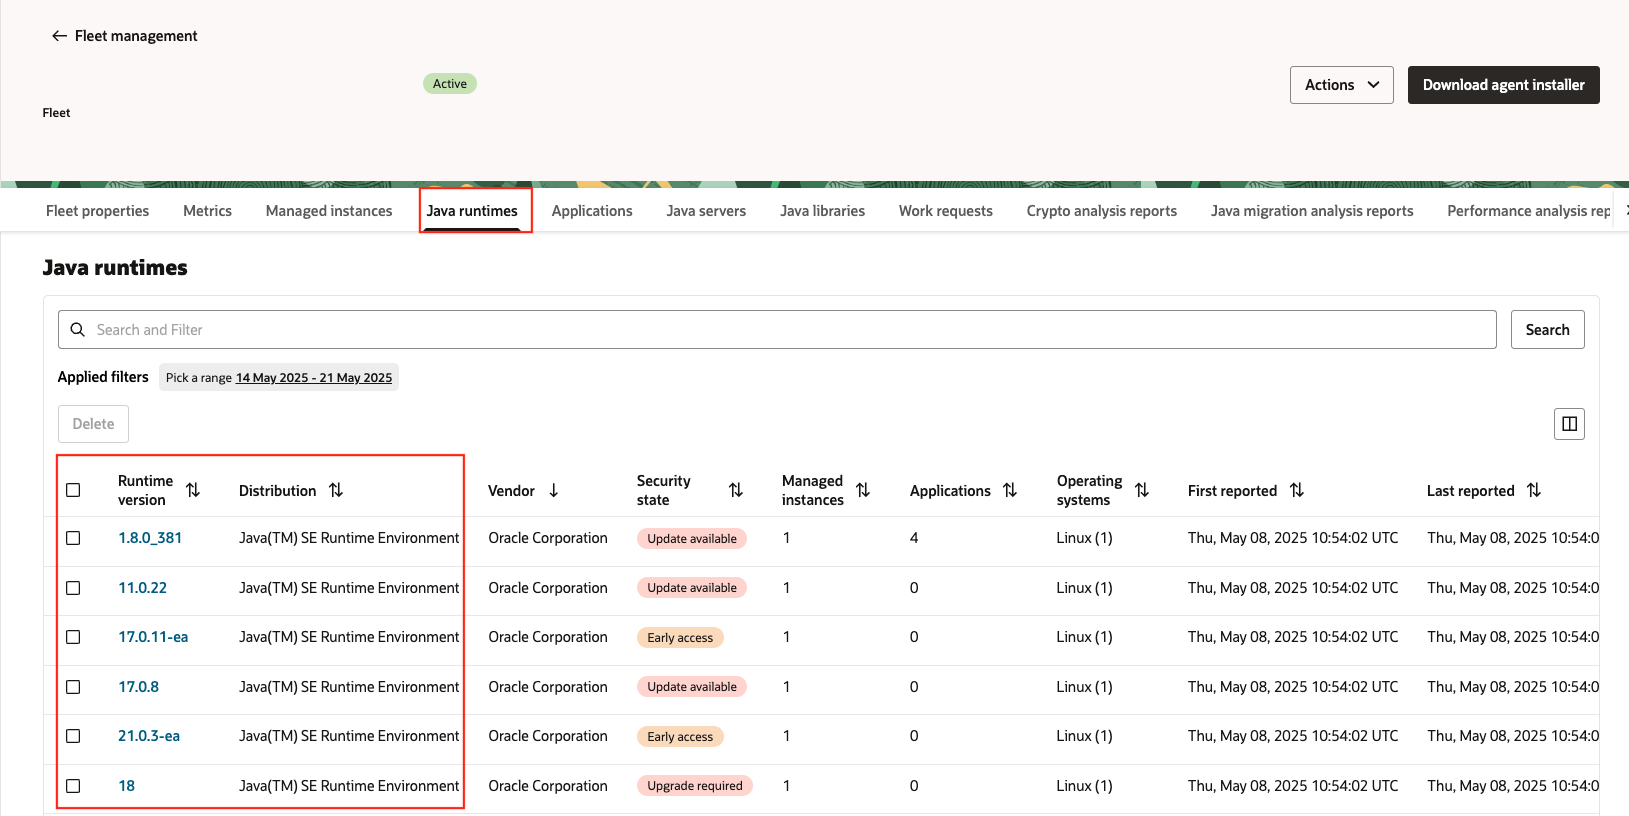 Fleet management
Active
Actions
Download agent installer
Fleet
Fleet properties Metrics Managed instances Java runtimes Applications Java servers Java libraries Work requests Crypto analysis reports Java migration analysis reports Performance analysis rep
Java runtimes
Search and Filter
Search
Applied filters Pick a range 14 May 2025 - 21 May 2025
Delete
Runtime version Distribution Vendor Security state Managed instances Applications Operating systems First reported Last reported
1.8.0_381 Java(TM) SE Runtime Environment Oracle Corporation Update available 1 4 Linux (1) Thu, May 08, 2025 10:54:02 UTC Thu, May 08, 2025 10:54:0
11.0.22 Java(TM) SE Runtime Environment Oracle Corporation Update available 1 0 Linux (1) Thu, May 08, 2025 10:54:02 UTC Thu, May 08, 2025 10:54:0
17.0.11-ea Java(TM) SE Runtime Environment Oracle Corporation Early access 1 0 Linux (1) Thu, May 08, 2025 10:54:02 UTC Thu, May 08, 2025 10:54:0
17.0.8 Java(TM) SE Runtime Environment Oracle Corporation Update available 1 0 Linux (1) Thu, May 08, 2025 10:54:02 UTC Thu, May 08, 2025 10:54:0
21.0.3-ea Java(TM) SE Runtime Environment Oracle Corporation Early access 1 0 Linux (1) Thu, May 08, 2025 10:54:02 UTC Thu, May 08, 2025 10:54:0
18 Java(TM) SE Runtime Environment Oracle Corporation Upgrade required 1 0 Linux (1) Thu, May 08, 2025 10:54:02 UTC Thu, May 08, 2025 10:54:0